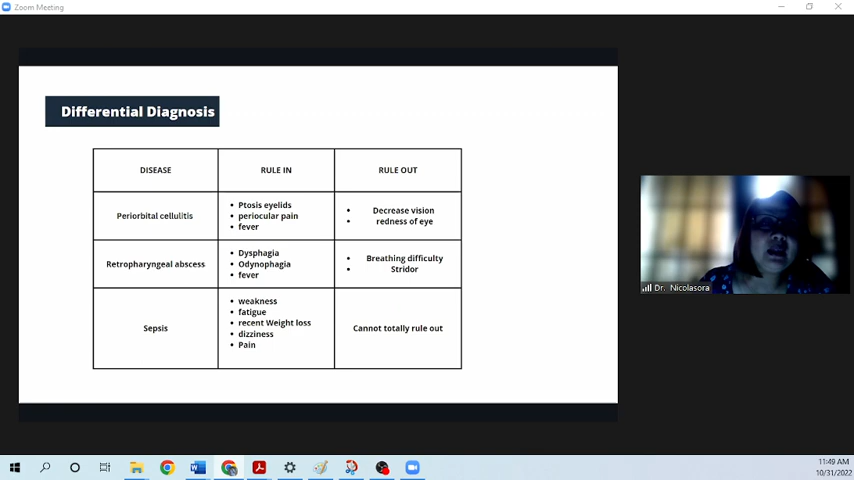 Zoom Meeting
Differential Diagnosis
DISEASE
RULE IN
RULE OUT
Periorbital cellulitis
• Ptosis eyelids
• periocular pain
• fever
• Decrease vision
• redness of eye
Retropharyngeal abscess
• Dysphagia
• Odynophagia
• fever
• Breathing difficulty
• Stridor
Sepsis
• weakness
• fatigue
• recent Weight loss
• dizziness
• Pain
Cannot totally rule out
Dr. Nicolasora
11:49 AM
10/31/2022